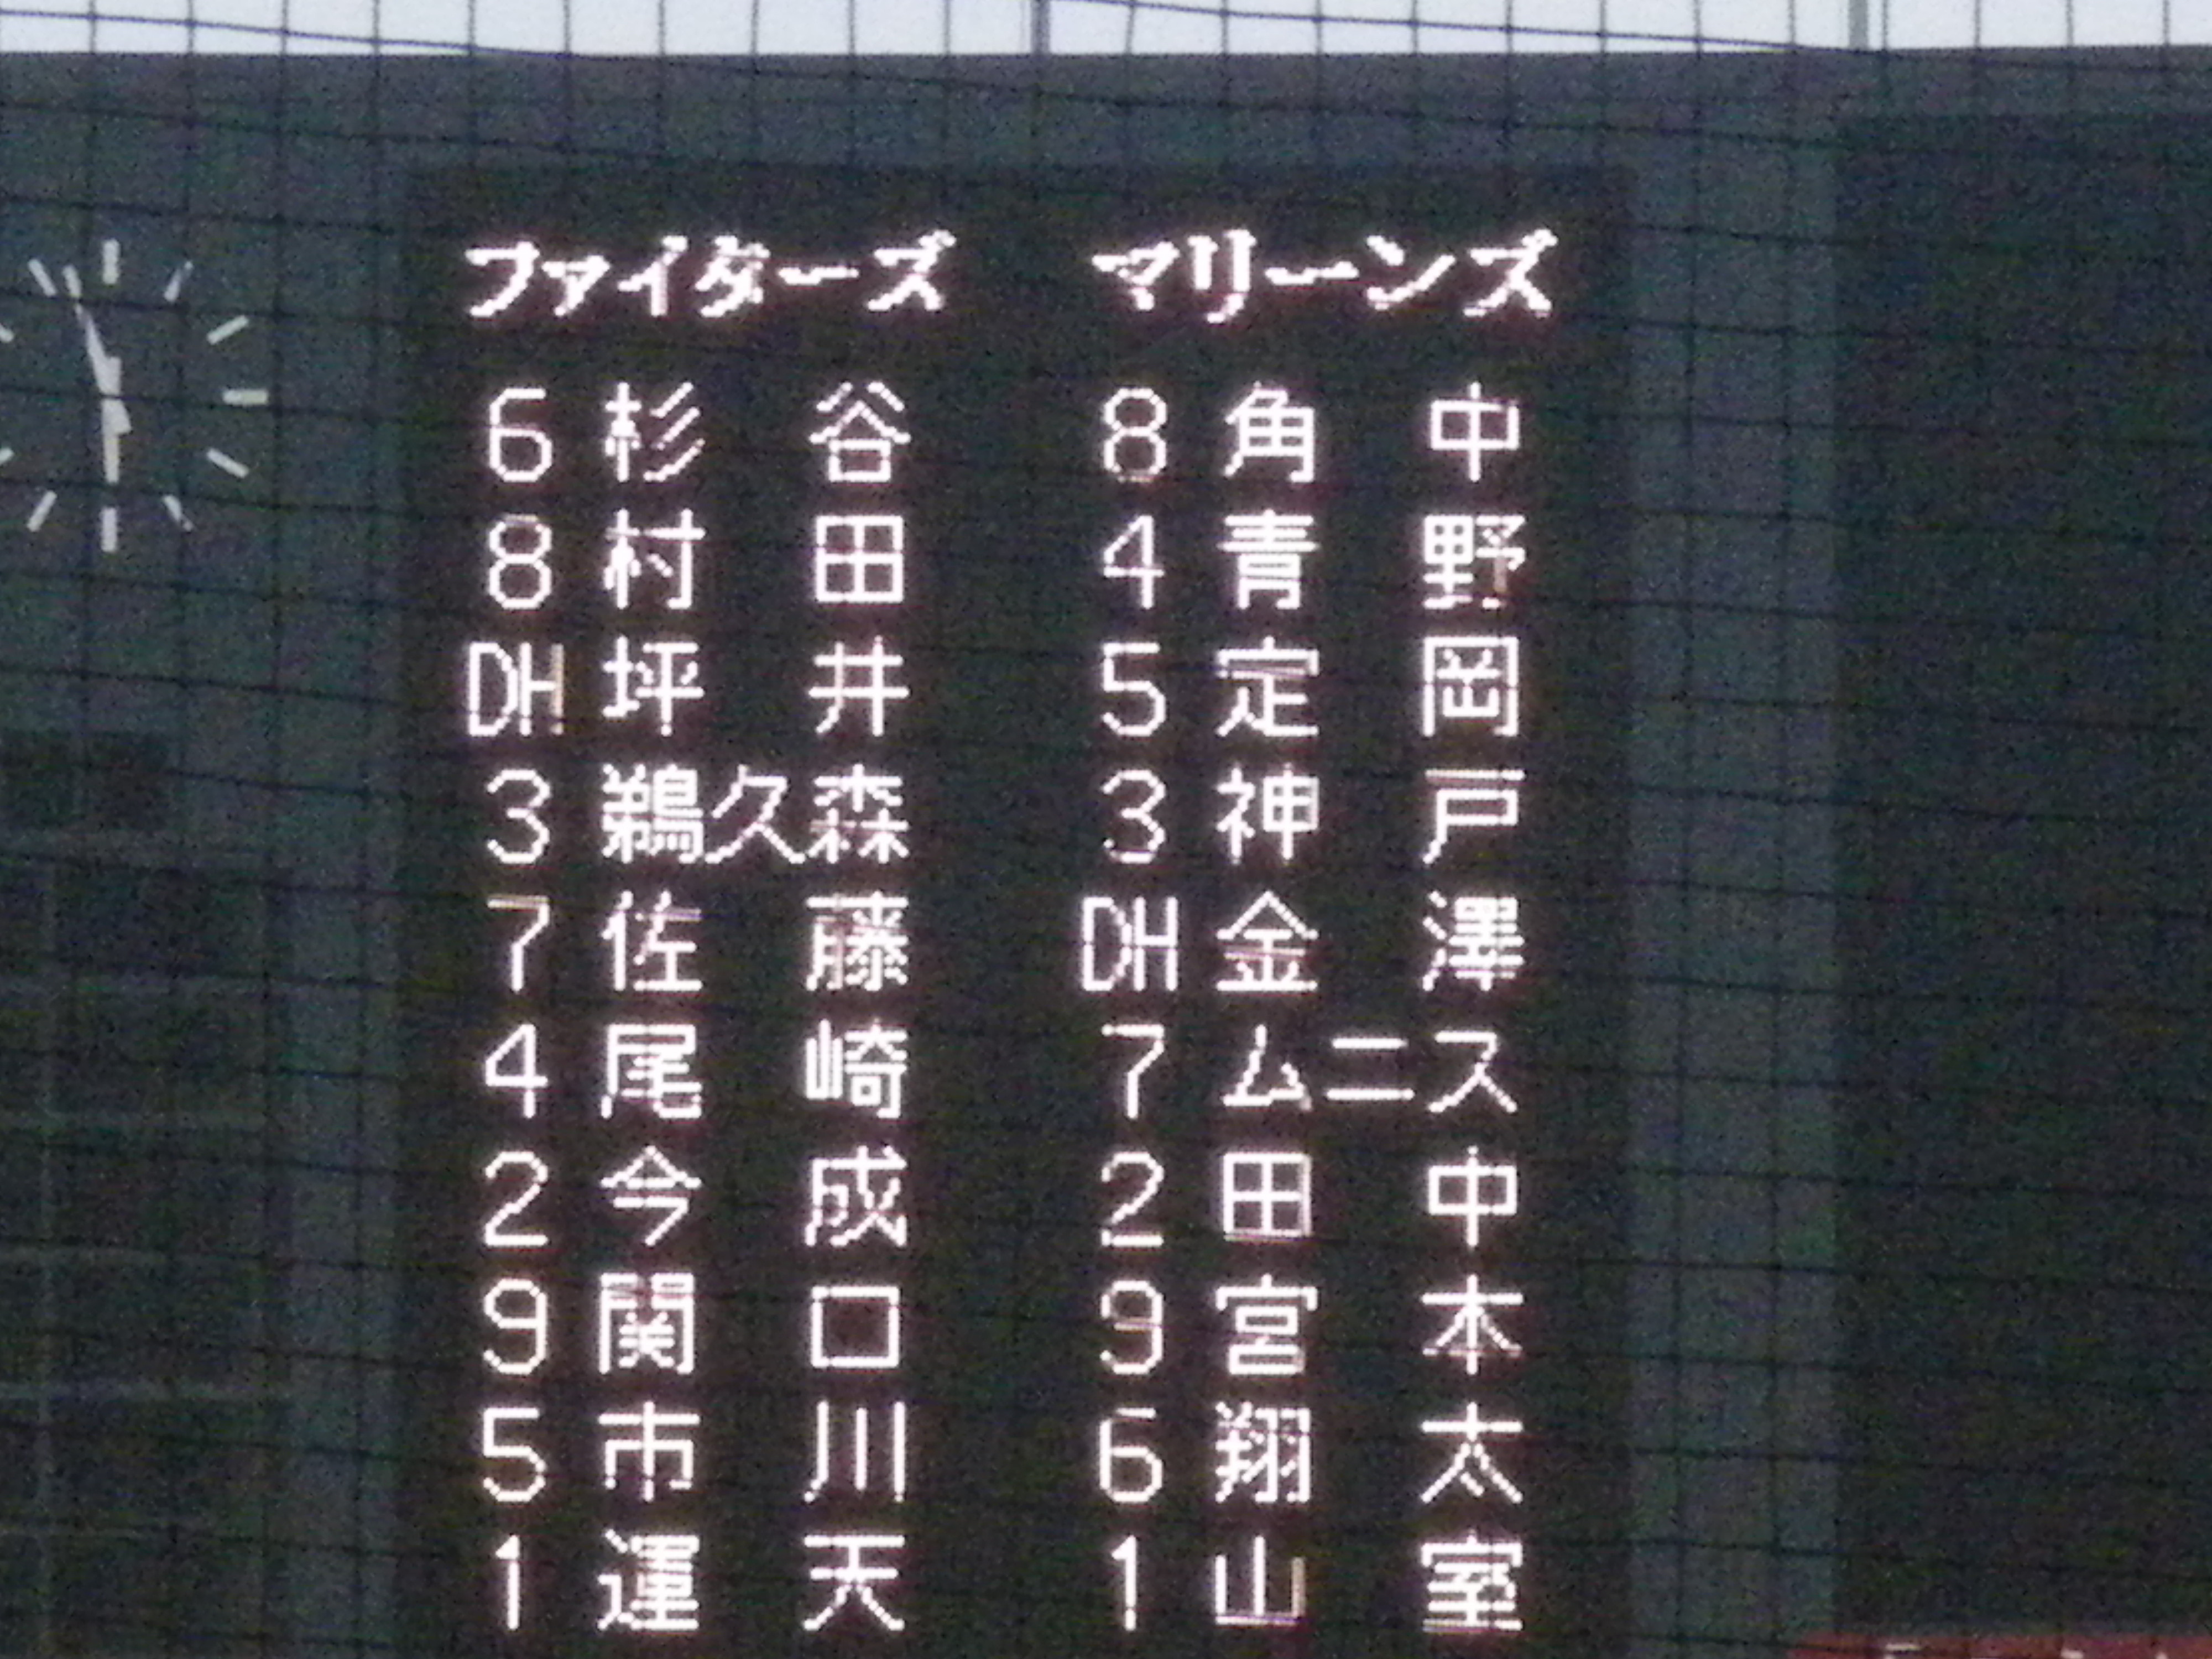 ファイターズ マリーンズ
6 杉谷 8 角中
8 村田 4 青野
DH 坪井 5 定岡
3 鵜久森 3 神戸
7 佐藤 DH 金澤
4 尾崎 7 ムニス
2 今成 2 田中
9 関口 9 宮本
5 市川 6 翔太
1 運天 1 山室